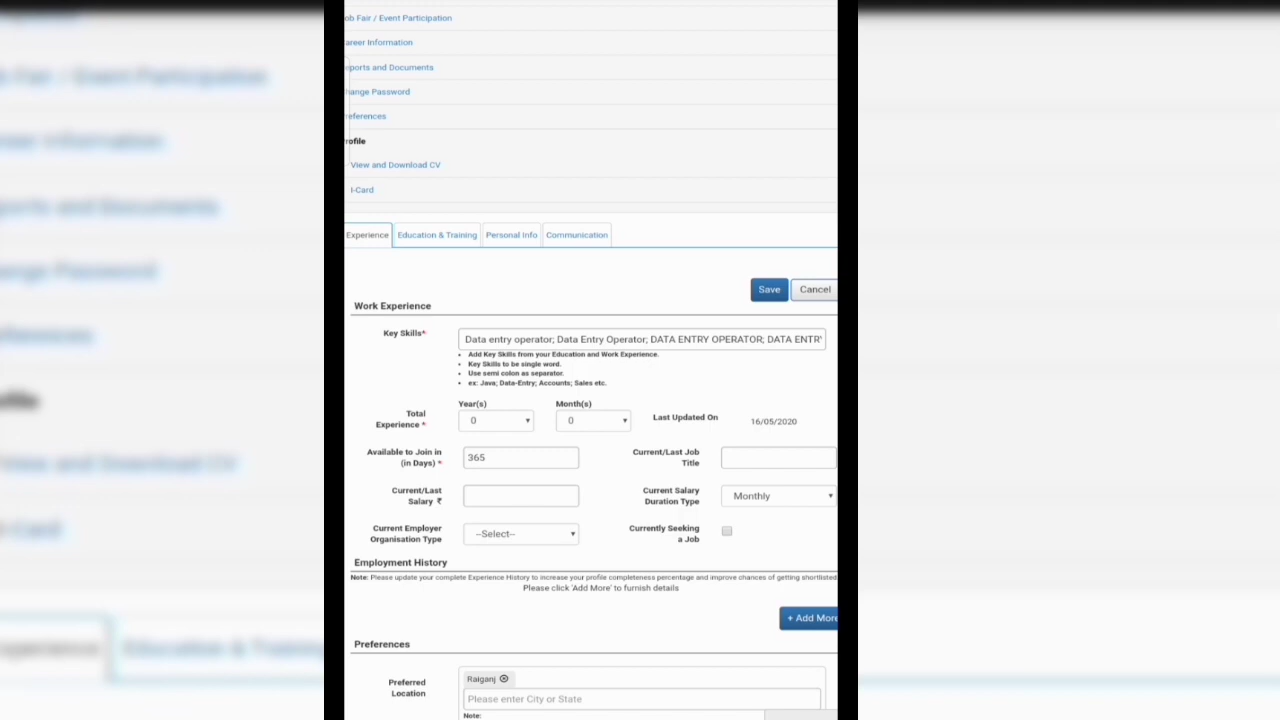 ob Fair / Event Participation
areer Information
ports and Documents
hange Password
eferences
rofile
View and Download CV
I-Card
Experience Education & Training Personal Info Communication
Save Cancel
Work Experience
Key Skills* Data entry operator; Data Entry Operator; DATA ENTRY OPERATOR; DATA ENTR
• Add Key Skills from your Education and Work Experience.
• Key Skills to be single word.
• Use semi colon as separator.
• ex: Java; Data-Entry; Accounts; Sales etc.
Year(s) Month(s)
Total Experience * 0 0 Last Updated On 16/05/2020
Available to Join in (in Days) * 365 Current/Last Job Title
Current/Last Salary ₹ Current Salary Duration Type Monthly
Current Employer Organisation Type --Select-- Currently Seeking a Job
Employment History
Note: Please update your complete Experience History to increase your profile completeness percentage and improve chances of getting shortlisted
Please click 'Add More' to furnish details
+ Add More
Preferences
Preferred Location Raiganj
Please enter City or State
Note: